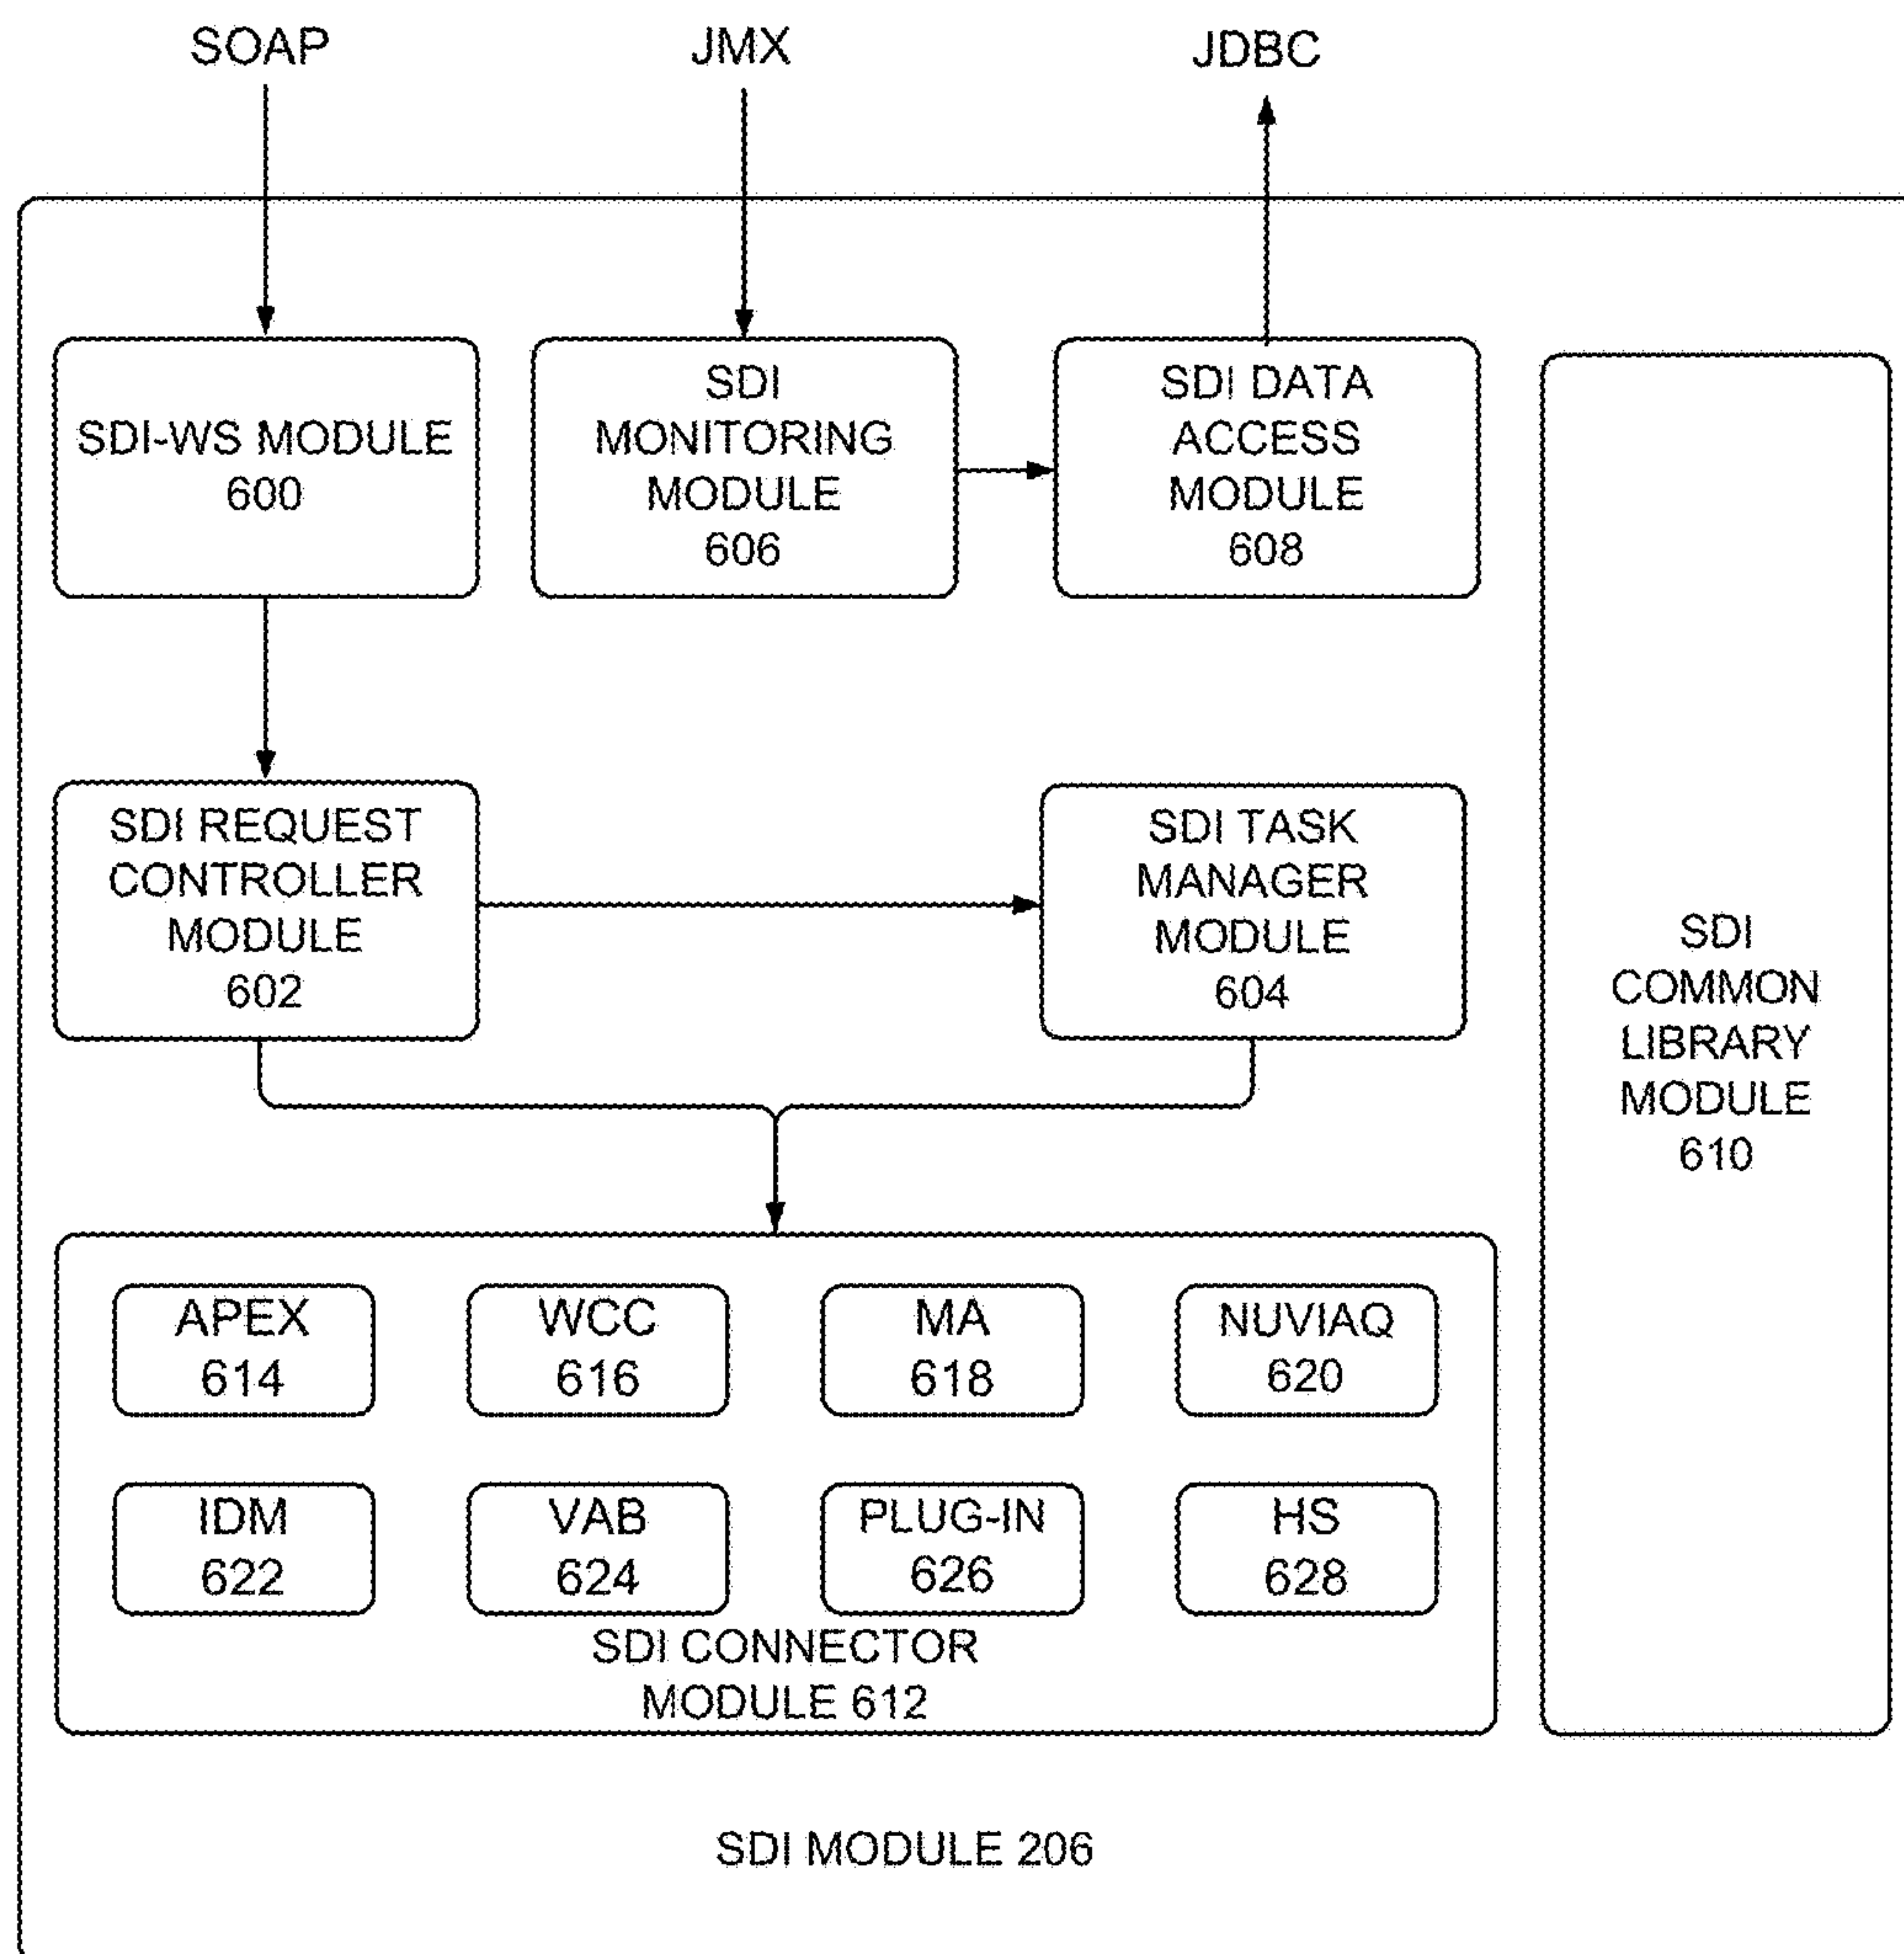 SOAP
JMX
JDBC
SDI-WS MODULE
600
SDI
MONITORING
MODULE
606
SDI DATA
ACCESS
MODULE
608
SDI REQUEST
CONTROLLER
MODULE
602
SDI TASK
MANAGER
MODULE
604
SDI
COMMON
LIBRARY
MODULE
610
APEX
614
WCC
616
MA
618
NUVIAQ
620
IDM
622
VAB
624
PLUG-IN
626
HS
628
SDI CONNECTOR
MODULE 612
SDI MODULE 206